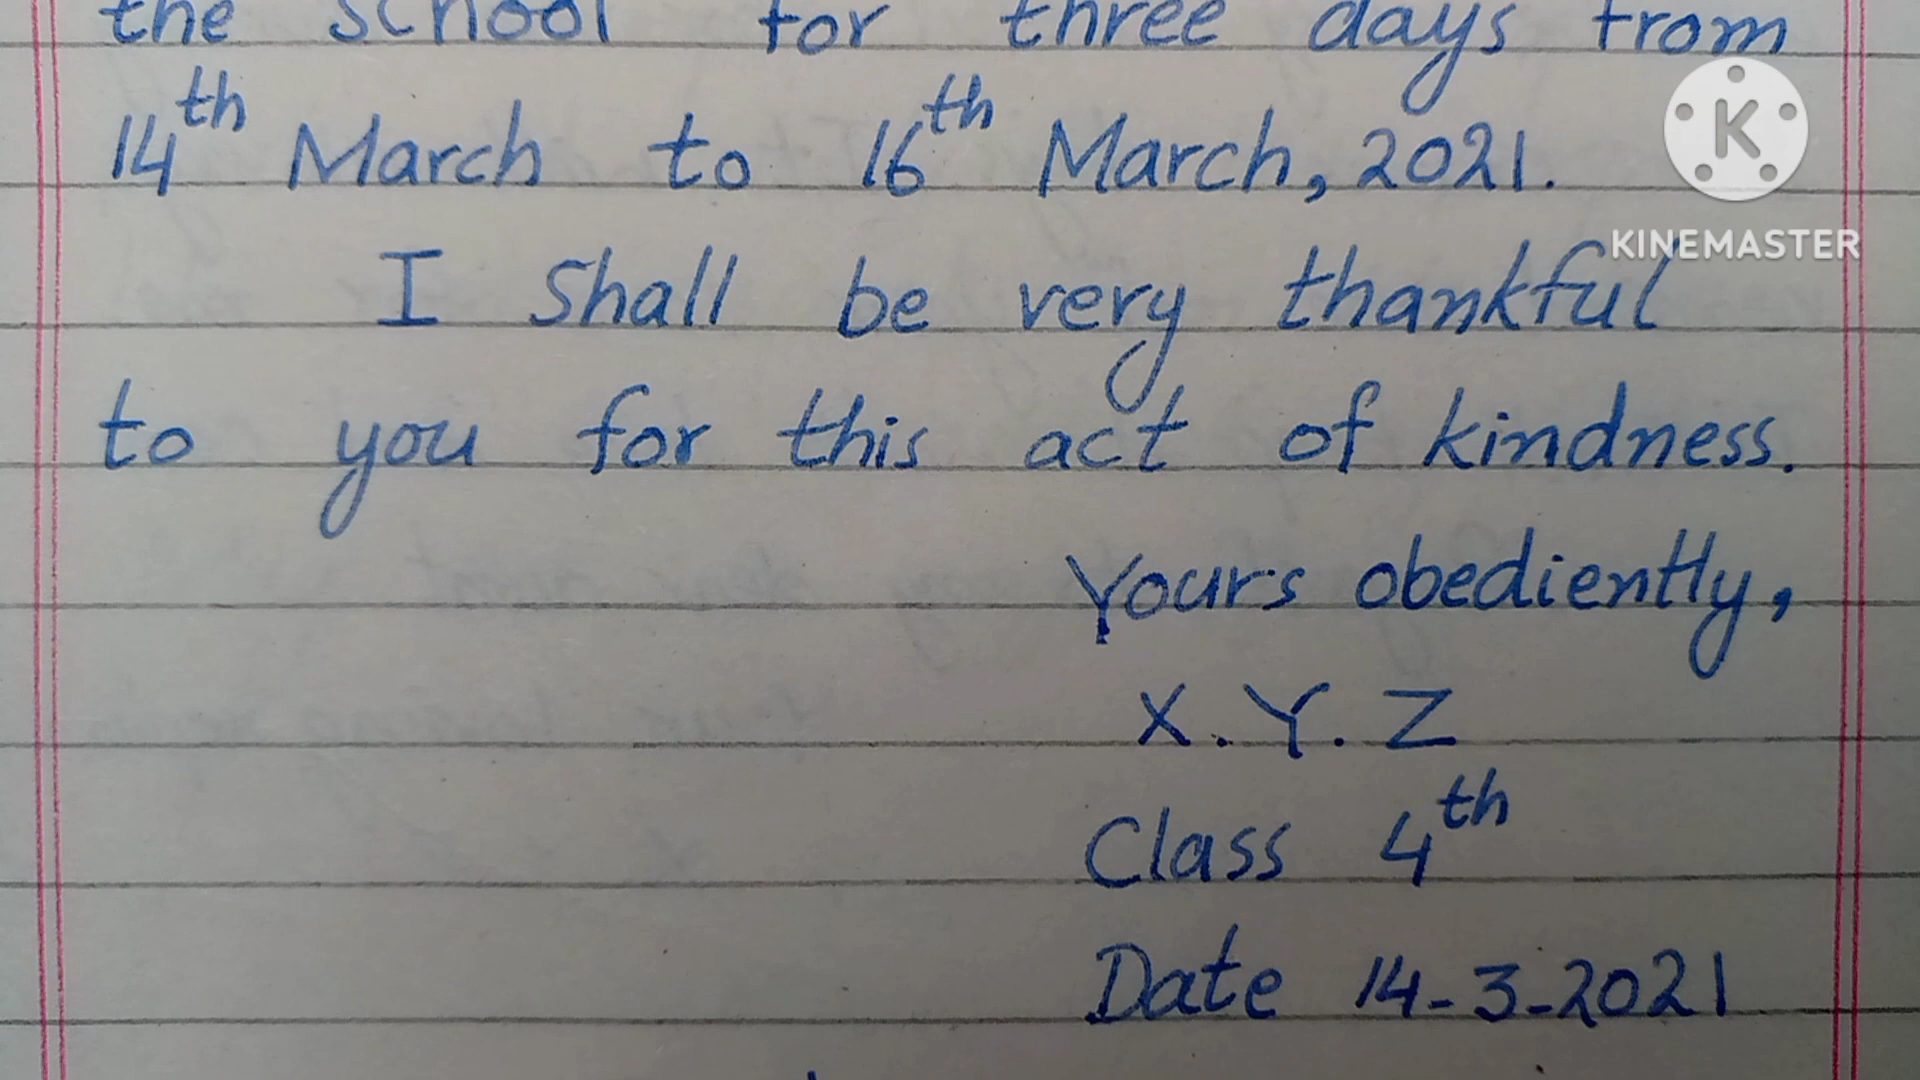 the school for three days from
14th March to 16th March, 2021.
K
KINEMASTER
I Shall be very thankful
to you for this act of kindness.
Yours obediently,
X.Y.Z
Class 4th
Date 14-3-2021